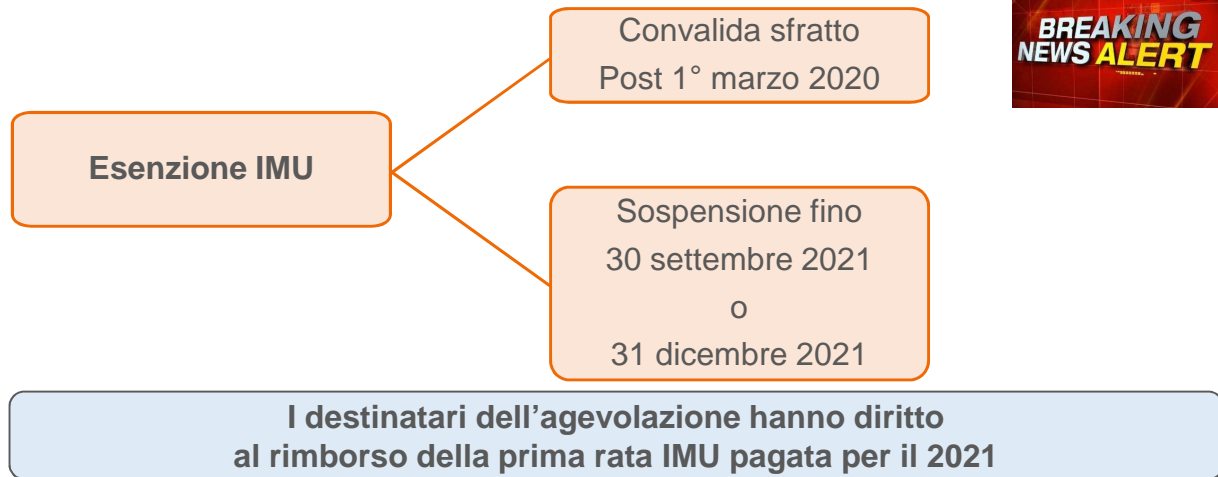 Convalida sfratto
Post 1° marzo 2020
BREAKING
NEWS ALERT
Esenzione IMU
Sospensione fino
30 settembre 2021
o
31 dicembre 2021
I destinatari dell’agevolazione hanno diritto
al rimborso della prima rata IMU pagata per il 2021